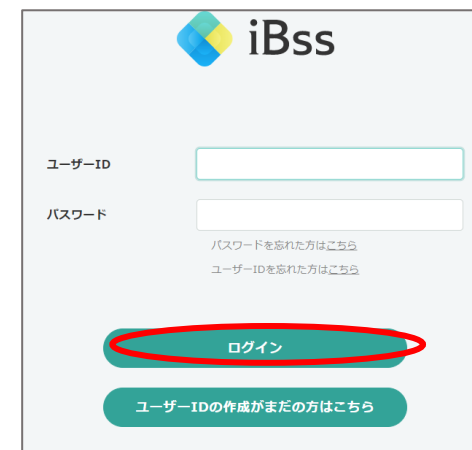 iBss
ユーザーID
パスワード
パスワードを忘れた方はこちら
ユーザーIDを忘れた方はこちら
ログイン
ユーザーIDの作成がまだの方はこちら